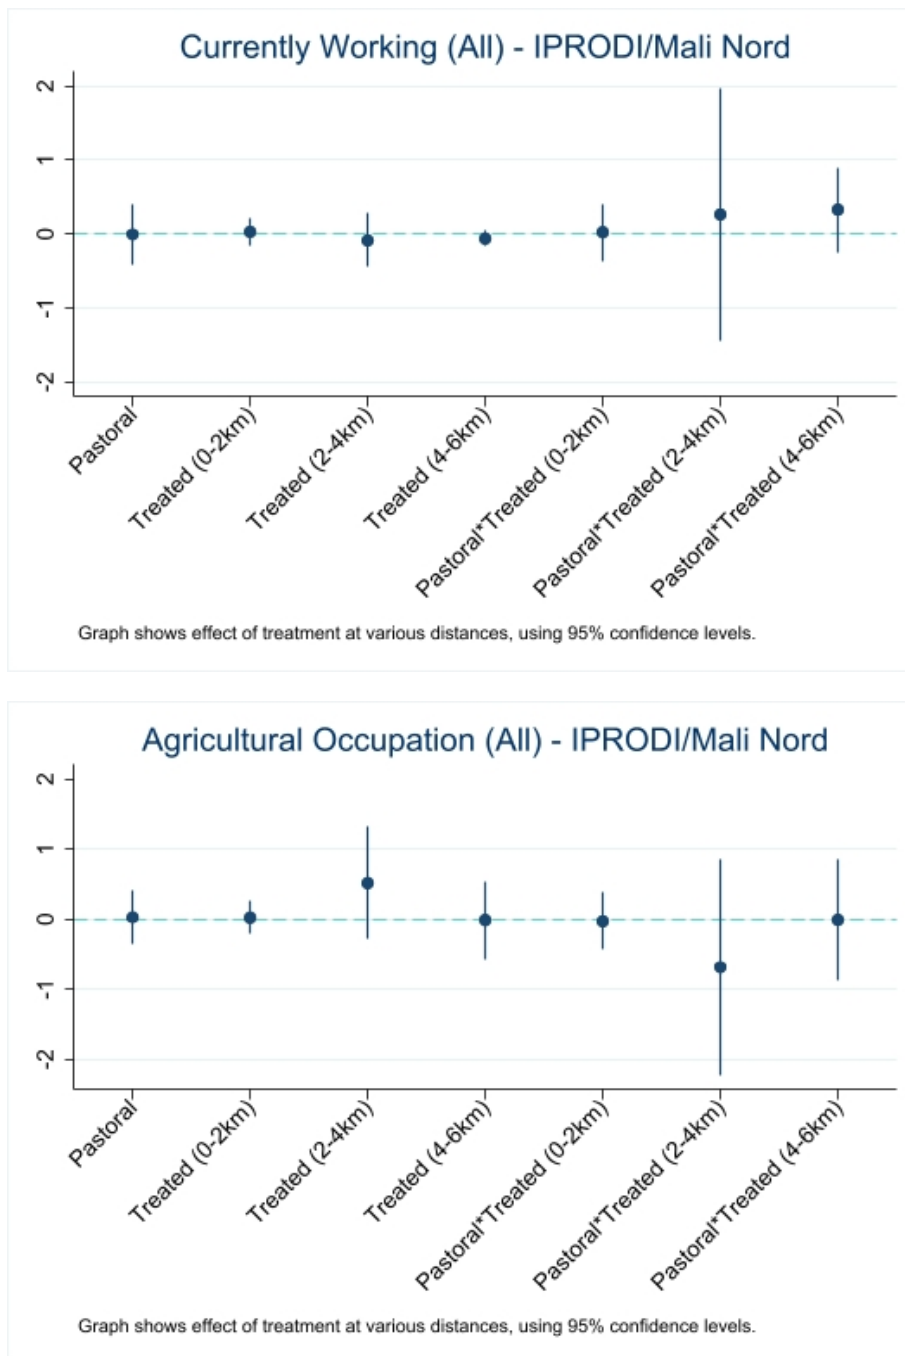 Currently Working (All) - IPRODI/Mali Nord
2
1
0
-1
-2
Pastoral
Treated (0-2km)
Treated (2-4km)
Treated (4-6km)
Pastoral*Treated (0-2km)
Pastoral*Treated (2-4km)
Pastoral*Treated (4-6km)
Graph shows effect of treatment at various distances, using 95% confidence levels.
Agricultural Occupation (All) - IPRODI/Mali Nord
2
1
0
-1
-2
Pastoral
Treated (0-2km)
Treated (2-4km)
Treated (4-6km)
Pastoral*Treated (0-2km)
Pastoral*Treated (2-4km)
Pastoral*Treated (4-6km)
Graph shows effect of treatment at various distances, using 95% confidence levels.